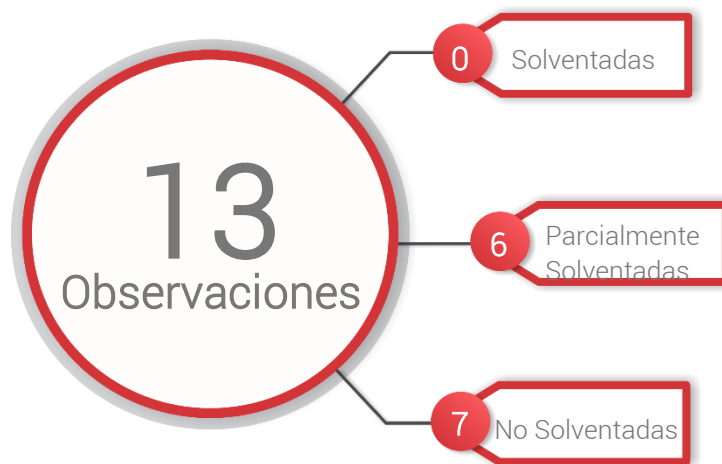 13
Observaciones
0
Solventadas
6
Parcialmente
Solventadas
7
No Solventadas